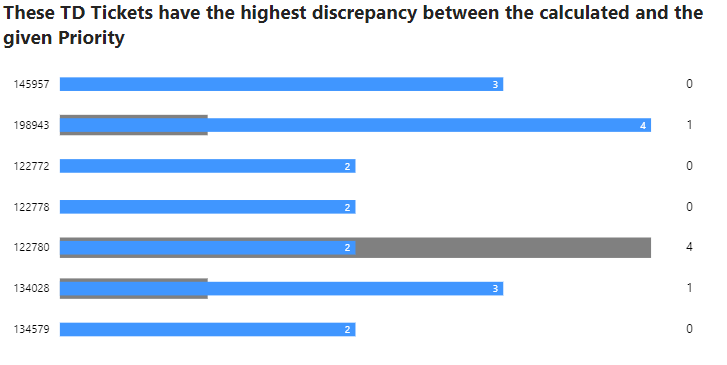 These TD Tickets have the highest discrepancy between the calculated and the
given Priority
145957 3 0
198943 4 1
122772 2 0
122778 2 0
122780 2 4
134028 3 1
134579 2 0